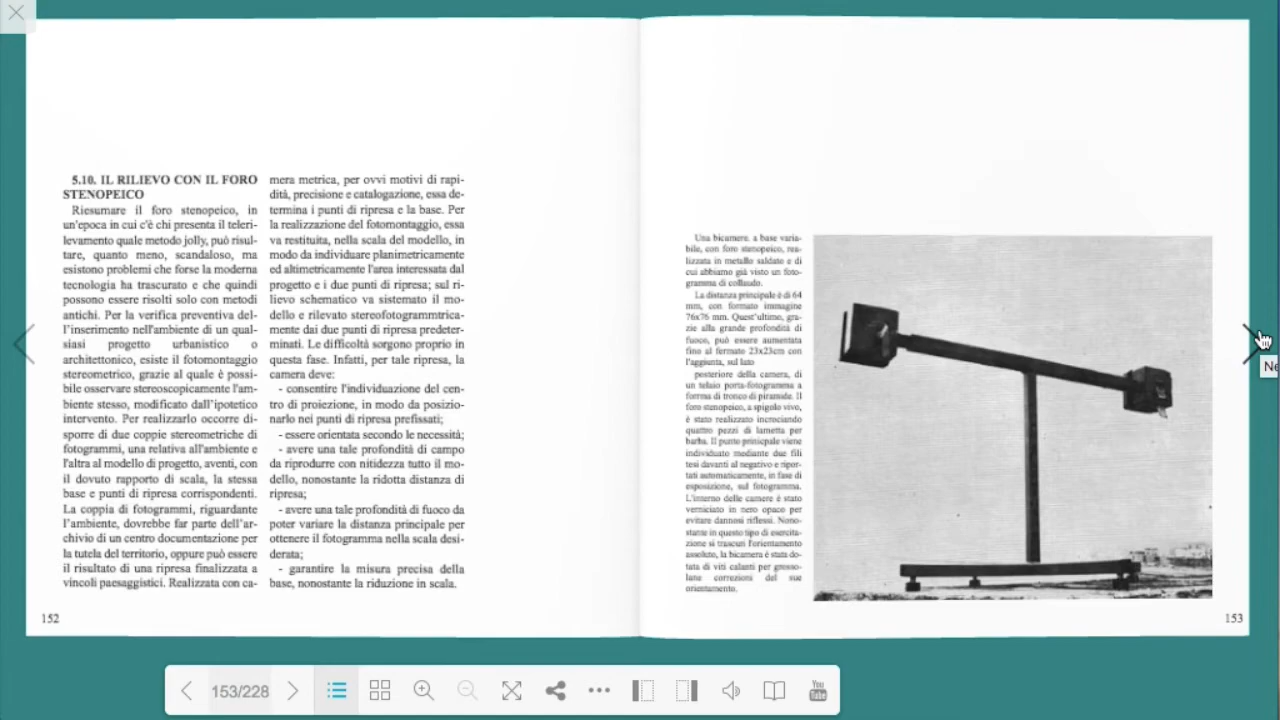 5.10. IL RILIEVO CON IL FORO
STENOPEICO
Riesumare il foro stenopeico, in
un'epoca in cui c'è chi presenta il teleri-
levamento quale metodo jolly, può risul-
tare, quanto meno, scandaloso, ma
esistono problemi che forse la moderna
tecnologia ha trascurato e che quindi
possono essere risolti solo con metodi
antichi. Per la verifica preventiva del-
l'inserimento nell'ambiente di un qual-
siasi progetto urbanistico o
architettonico, esiste il fotomontaggio
stereometrico, grazie al quale è possi-
bile osservare stereoscopicamente l'am-
biente stesso, modificato dall'ipotetico
intervento. Per realizzarlo occorre di-
sporre di due coppie stereometriche di
fotogrammi, una relativa all'ambiente e
l'altra al modello di progetto, aventi, con
il dovuto rapporto di scala, la stessa
base e punti di ripresa corrispondenti.
La coppia di fotogrammi, riguardante
l'ambiente, dovrebbe far parte dell'ar-
chivio di un centro documentazione per
la tutela del territorio, oppure può essere
il risultato di una ripresa finalizzata a
vincoli paesaggistici. Realizzata con ca-
mera metrica, per ovvi motivi di rapi-
dità, precisione e catalogazione, essa de-
termina i punti di ripresa e la base. Per
la realizzazione del fotomontaggio, essa
va restituita, nella scala del modello, in
modo da individuare planimetricamente
ed altimetricamente l'area interessata dal
progetto e i due punti di ripresa; sul ri-
lievo schematico va sistemato il mo-
dello e rilevato stereofotogrammtrica-
mente dai due punti di ripresa predeter-
minati. Le difficoltà sorgono proprio in
questa fase. Infatti, per tale ripresa, la
camera deve:
- consentire l'individuazione del cen-
tro di proiezione, in modo da posizio-
narlo nei punti di ripresa prefissati;
- essere orientata secondo le necessità;
- avere una tale profondità di campo
da riprodurre con nitidezza tutto il mo-
dello, nonostante la ridotta distanza di
ripresa;
- avere una tale profondità di fuoco da
poter variare la distanza principale per
ottenere il fotogramma nella scala desi-
derata;
- garantire la misura precisa della
base, nonostante la riduzione in scala.
152
Una bicamere, a base varia-
bile, con foro stenopeico, rea-
lizzata in metallo saldato e di
cui abbiamo già visto un foto-
gramma di collaudo.
La distanza principale è di 64
mm, con formato immagine
76x76 mm. Quest'ultimo, gra-
zie alla grande profondità di
fuoco, può essere aumentata
fino al formato 23x23cm con
l'aggiunta, sul lato
posteriore della camera, di
un telaio porta-fotogramma a
forma di tronco di piramide. Il
foro stenopeico, a spigolo vivo,
è stato realizzato incrociando
quattro pezzi di lametta per
barba. Il punto prinicpale viene
individuato mediante due fili
tesi davanti al negativo e ripor-
tati automaticamente, in fase di
esposizione, sul fotogramma.
L'interno delle camere è stato
verniciato in nero opaco per
evitare dannosi riflessi. Nono-
stante in questo tipo di esercita-
zione si trascuri l'orientamento
assoluto, la bicamera è stata do-
tata di viti calanti per grosso-
lane correzioni del suo
orientamento.
153
Ne
153/228
You
Tube